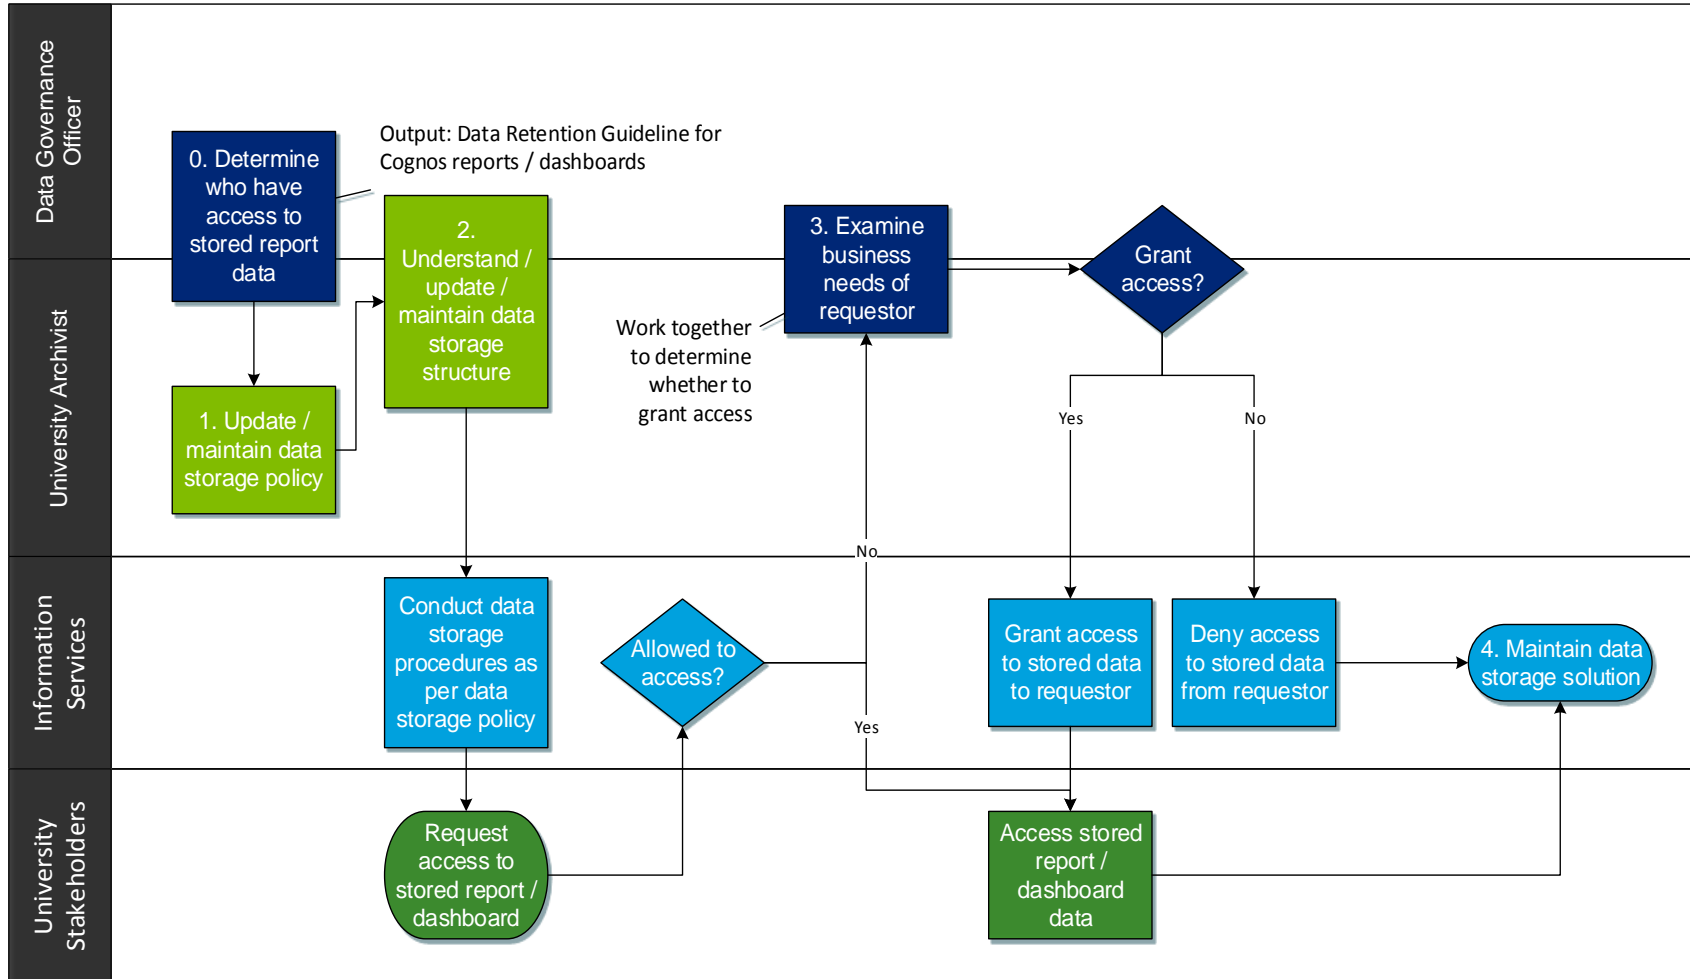 Data Governance
Officer
0. Determine
who have
access to
stored report
data
Output: Data Retention Guideline for
Cognos reports / dashboards
2.
Understand /
update /
maintain data
storage
structure
3. Examine
business
needs of
requestor
Grant
access?
University Archivist
1. Update /
maintain data
storage policy
Work together
to determine
whether to
grant access
Yes
No
No
Information
Services
Conduct data
storage
procedures as
per data
storage policy
Allowed to
access?
Yes
Grant access
to stored data
to requestor
Deny access
to stored data
from requestor
4. Maintain data
storage solution
University
Stakeholders
Request
access to
stored report /
dashboard
Access stored
report /
dashboard
data